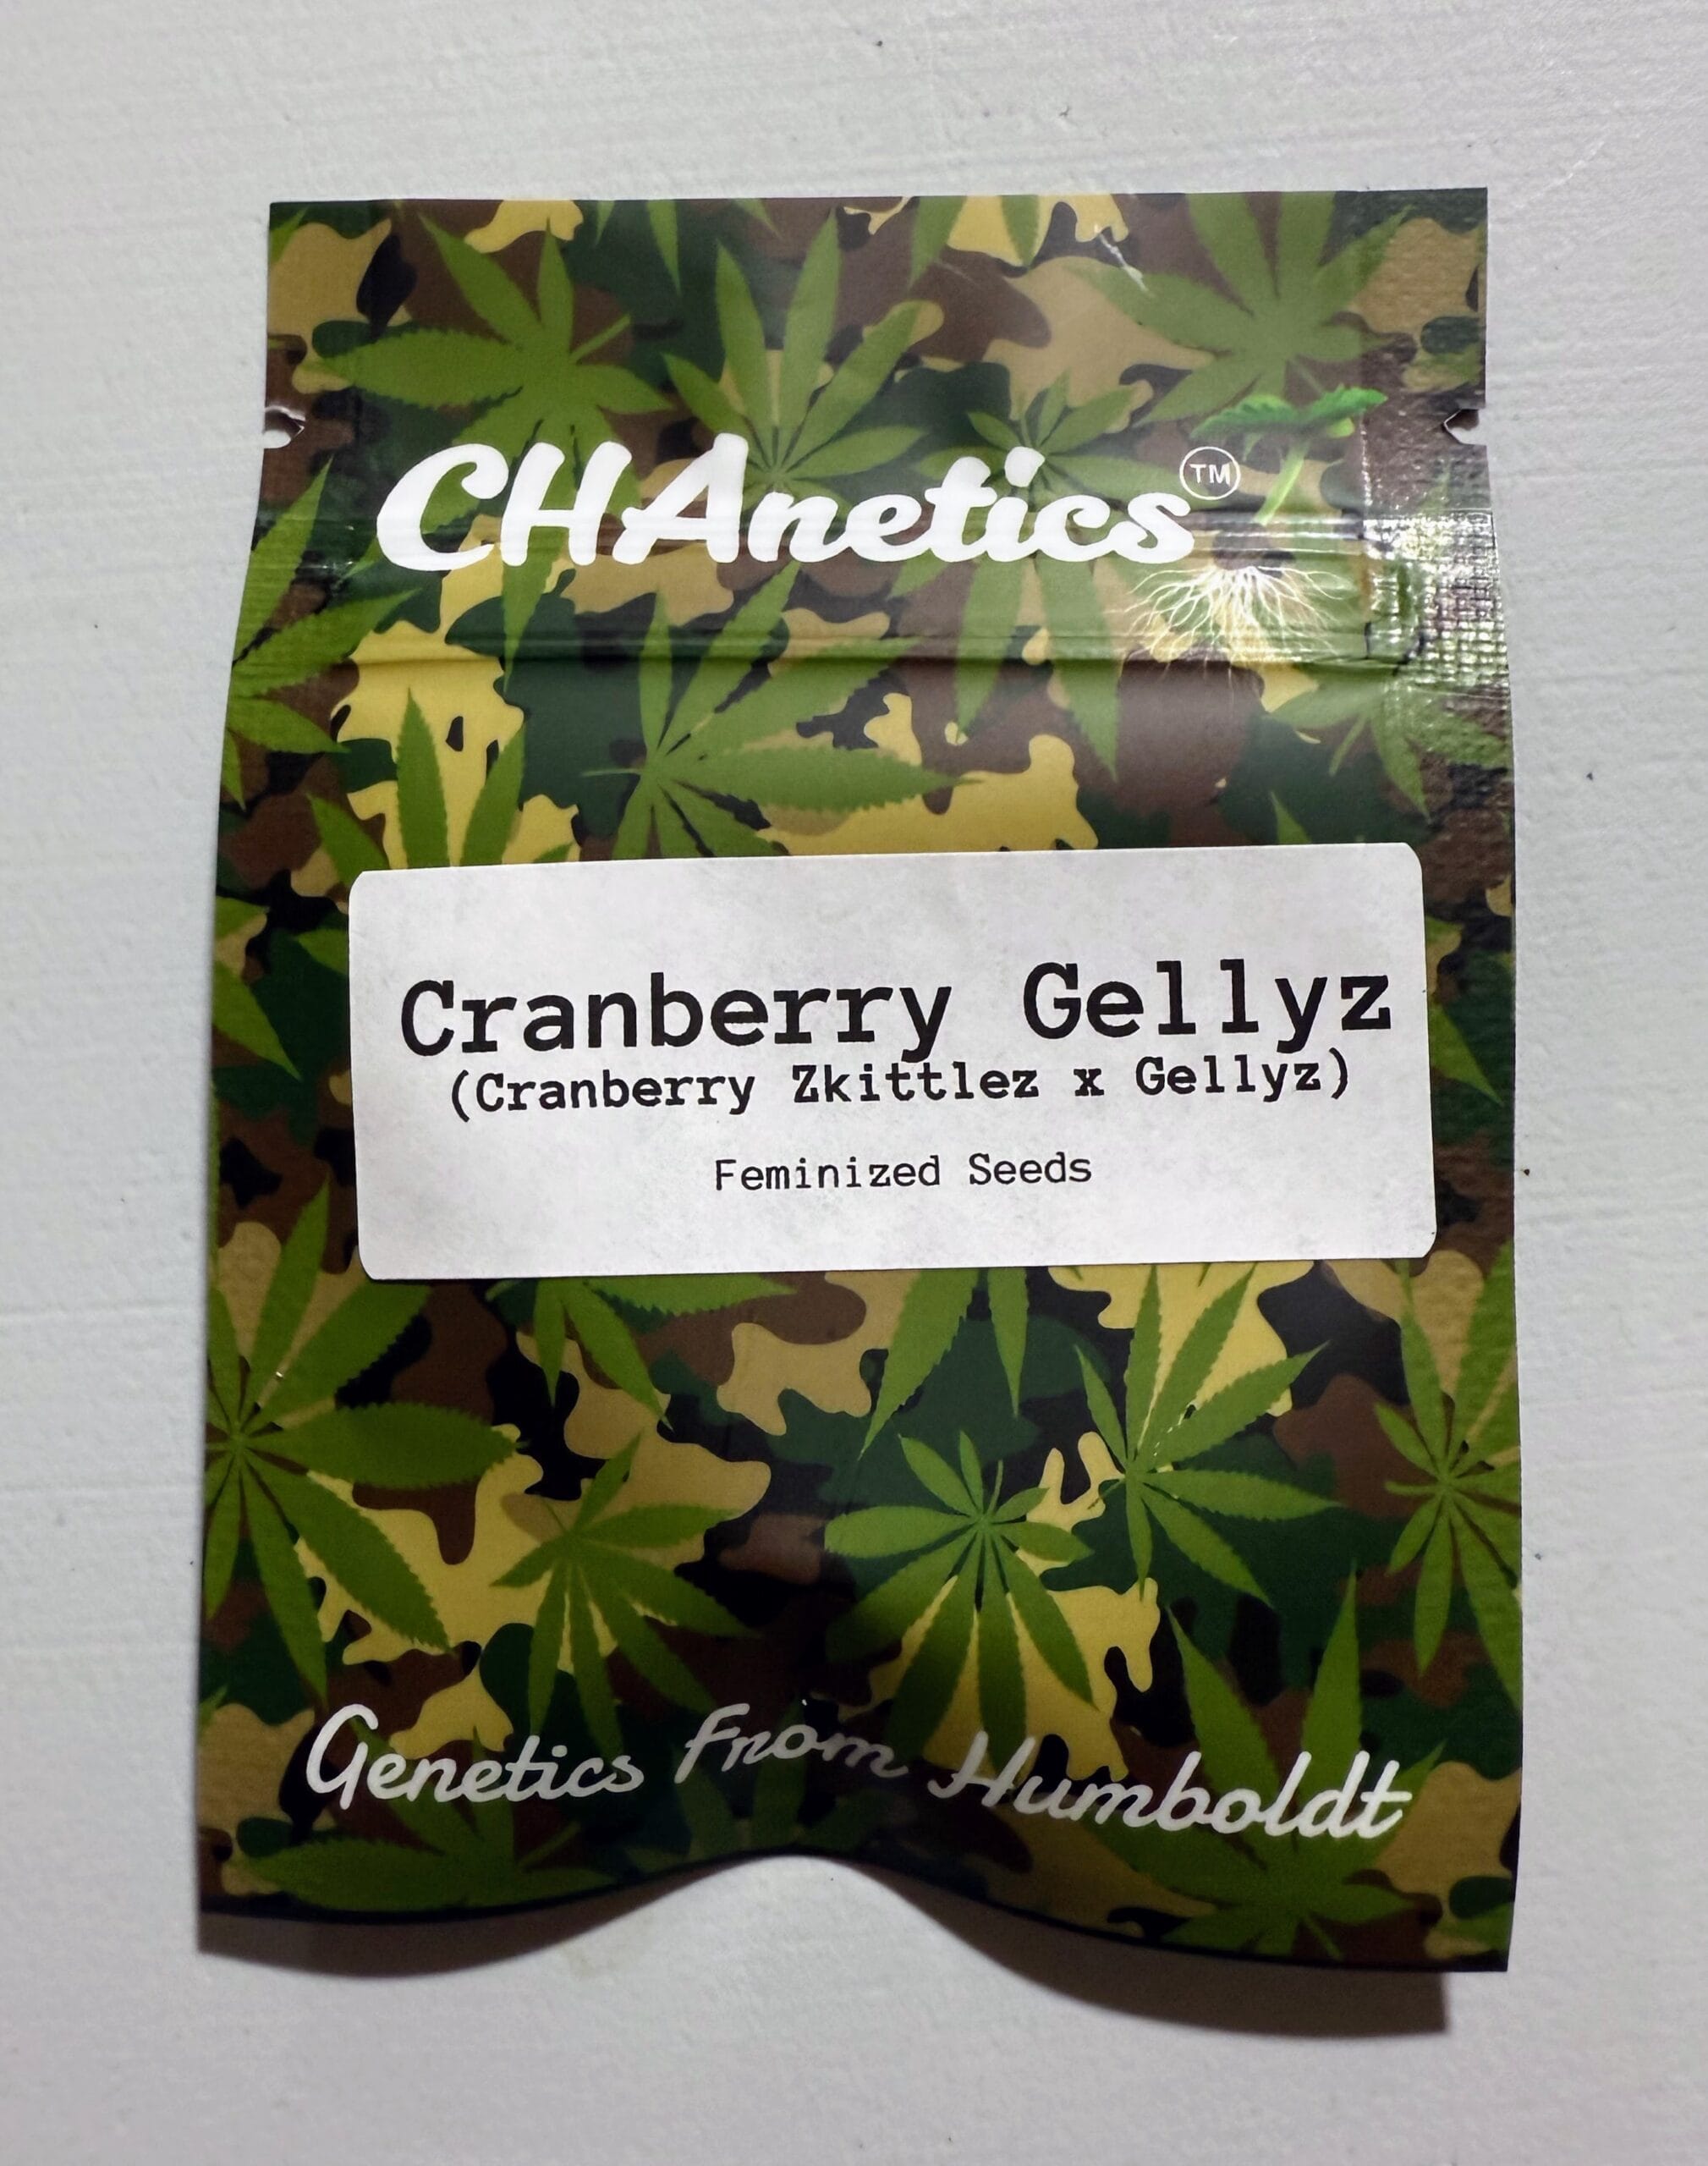 CHAnetics™
Cranberry Gellyz
(Cranberry Zkittlez x Gellyz)
Feminized Seeds
Genetics From Humboldt